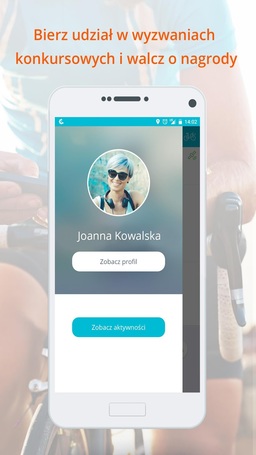 Bierz udział w wyzwaniach
konkursowych i walcz o nagrody
14:02
Joanna Kowalska
Zobacz profil
Zobacz aktywności